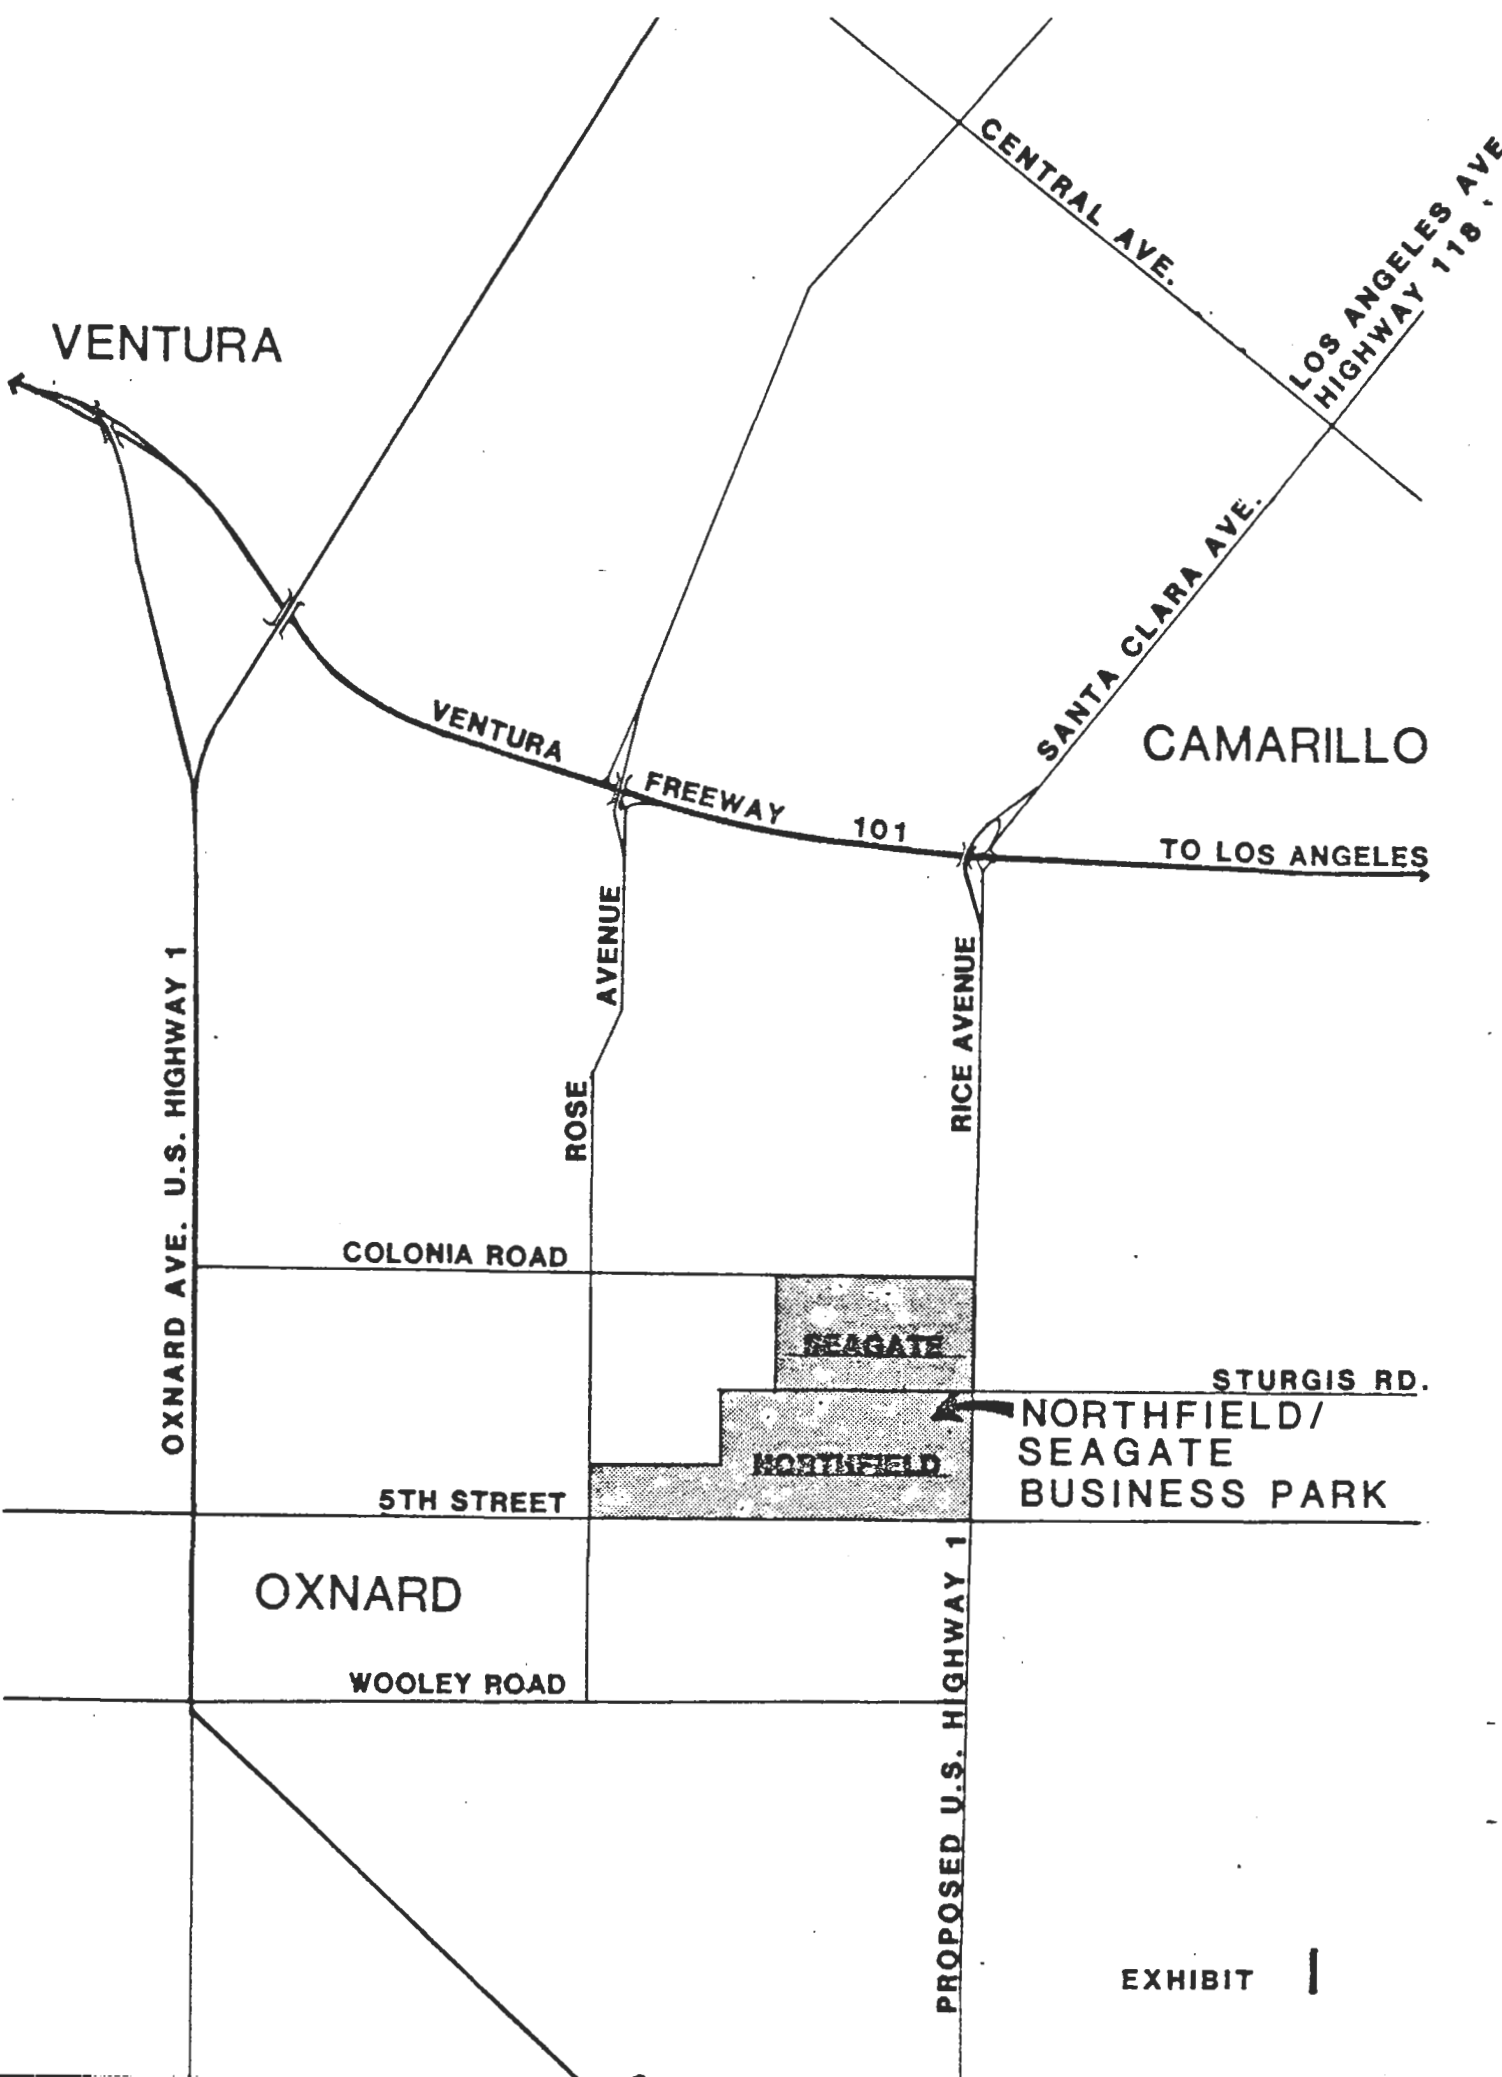 CENTRAL AVE.
LOS ANGELES AVE
HIGHWAY 118
VENTURA
SANTA CLARA AVE.
VENTURA FREEWAY 101
CAMARILLO
TO LOS ANGELES
ROSE AVENUE
RICE AVENUE
OXNARD AVE. U.S. HIGHWAY 1
COLONIA ROAD
SEAGATE
STURGIS RD.
NORTHFIELD/
SEAGATE
BUSINESS PARK
NORTHFIELD
5TH STREET
OXNARD
WOOLEY ROAD
PROPOSED U.S. HIGHWAY 1
EXHIBIT 1